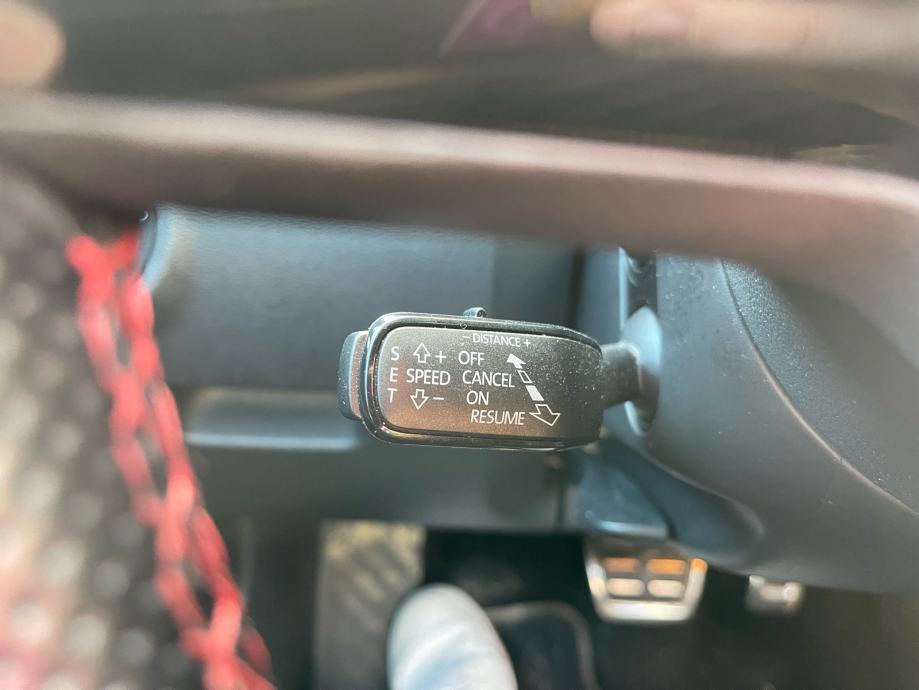 - DISTANCE +
S + OFF
E SPEED CANCEL
T - ON
RESUME